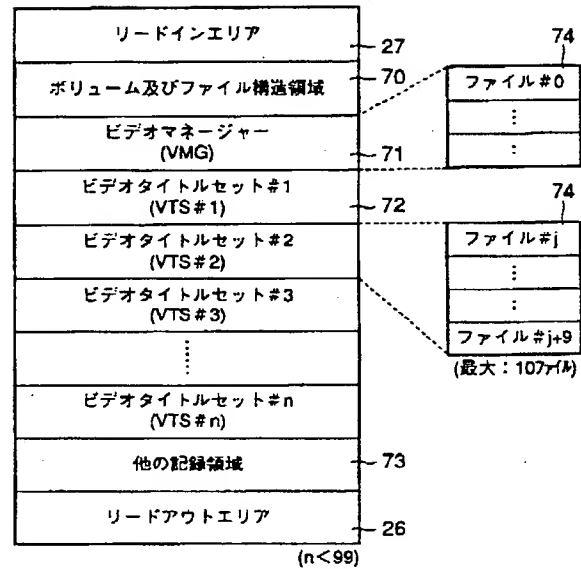 リードインエリア
27
ボリューム及びファイル構造領域
70
ビデオマネージャー
(VMG)
71
ビデオタイトルセット#1
(VTS#1)
72
ビデオタイトルセット#2
(VTS#2)
ビデオタイトルセット#3
(VTS#3)
⋮
ビデオタイトルセット#n
(VTS#n)
他の記録領域
73
リードアウトエリア
26
(n<99)
74
ファイル#0
⋮
⋮
74
ファイル#j
⋮
⋮
ファイル#j+9
(最大:107ァイル)